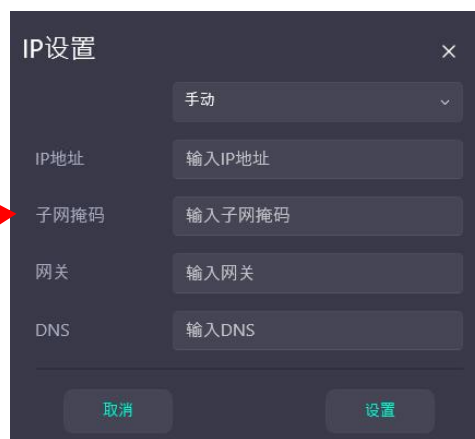 IP设置
手动
IP地址 输入IP地址
子网掩码 输入子网掩码
网关 输入网关
DNS 输入DNS
取消 设置